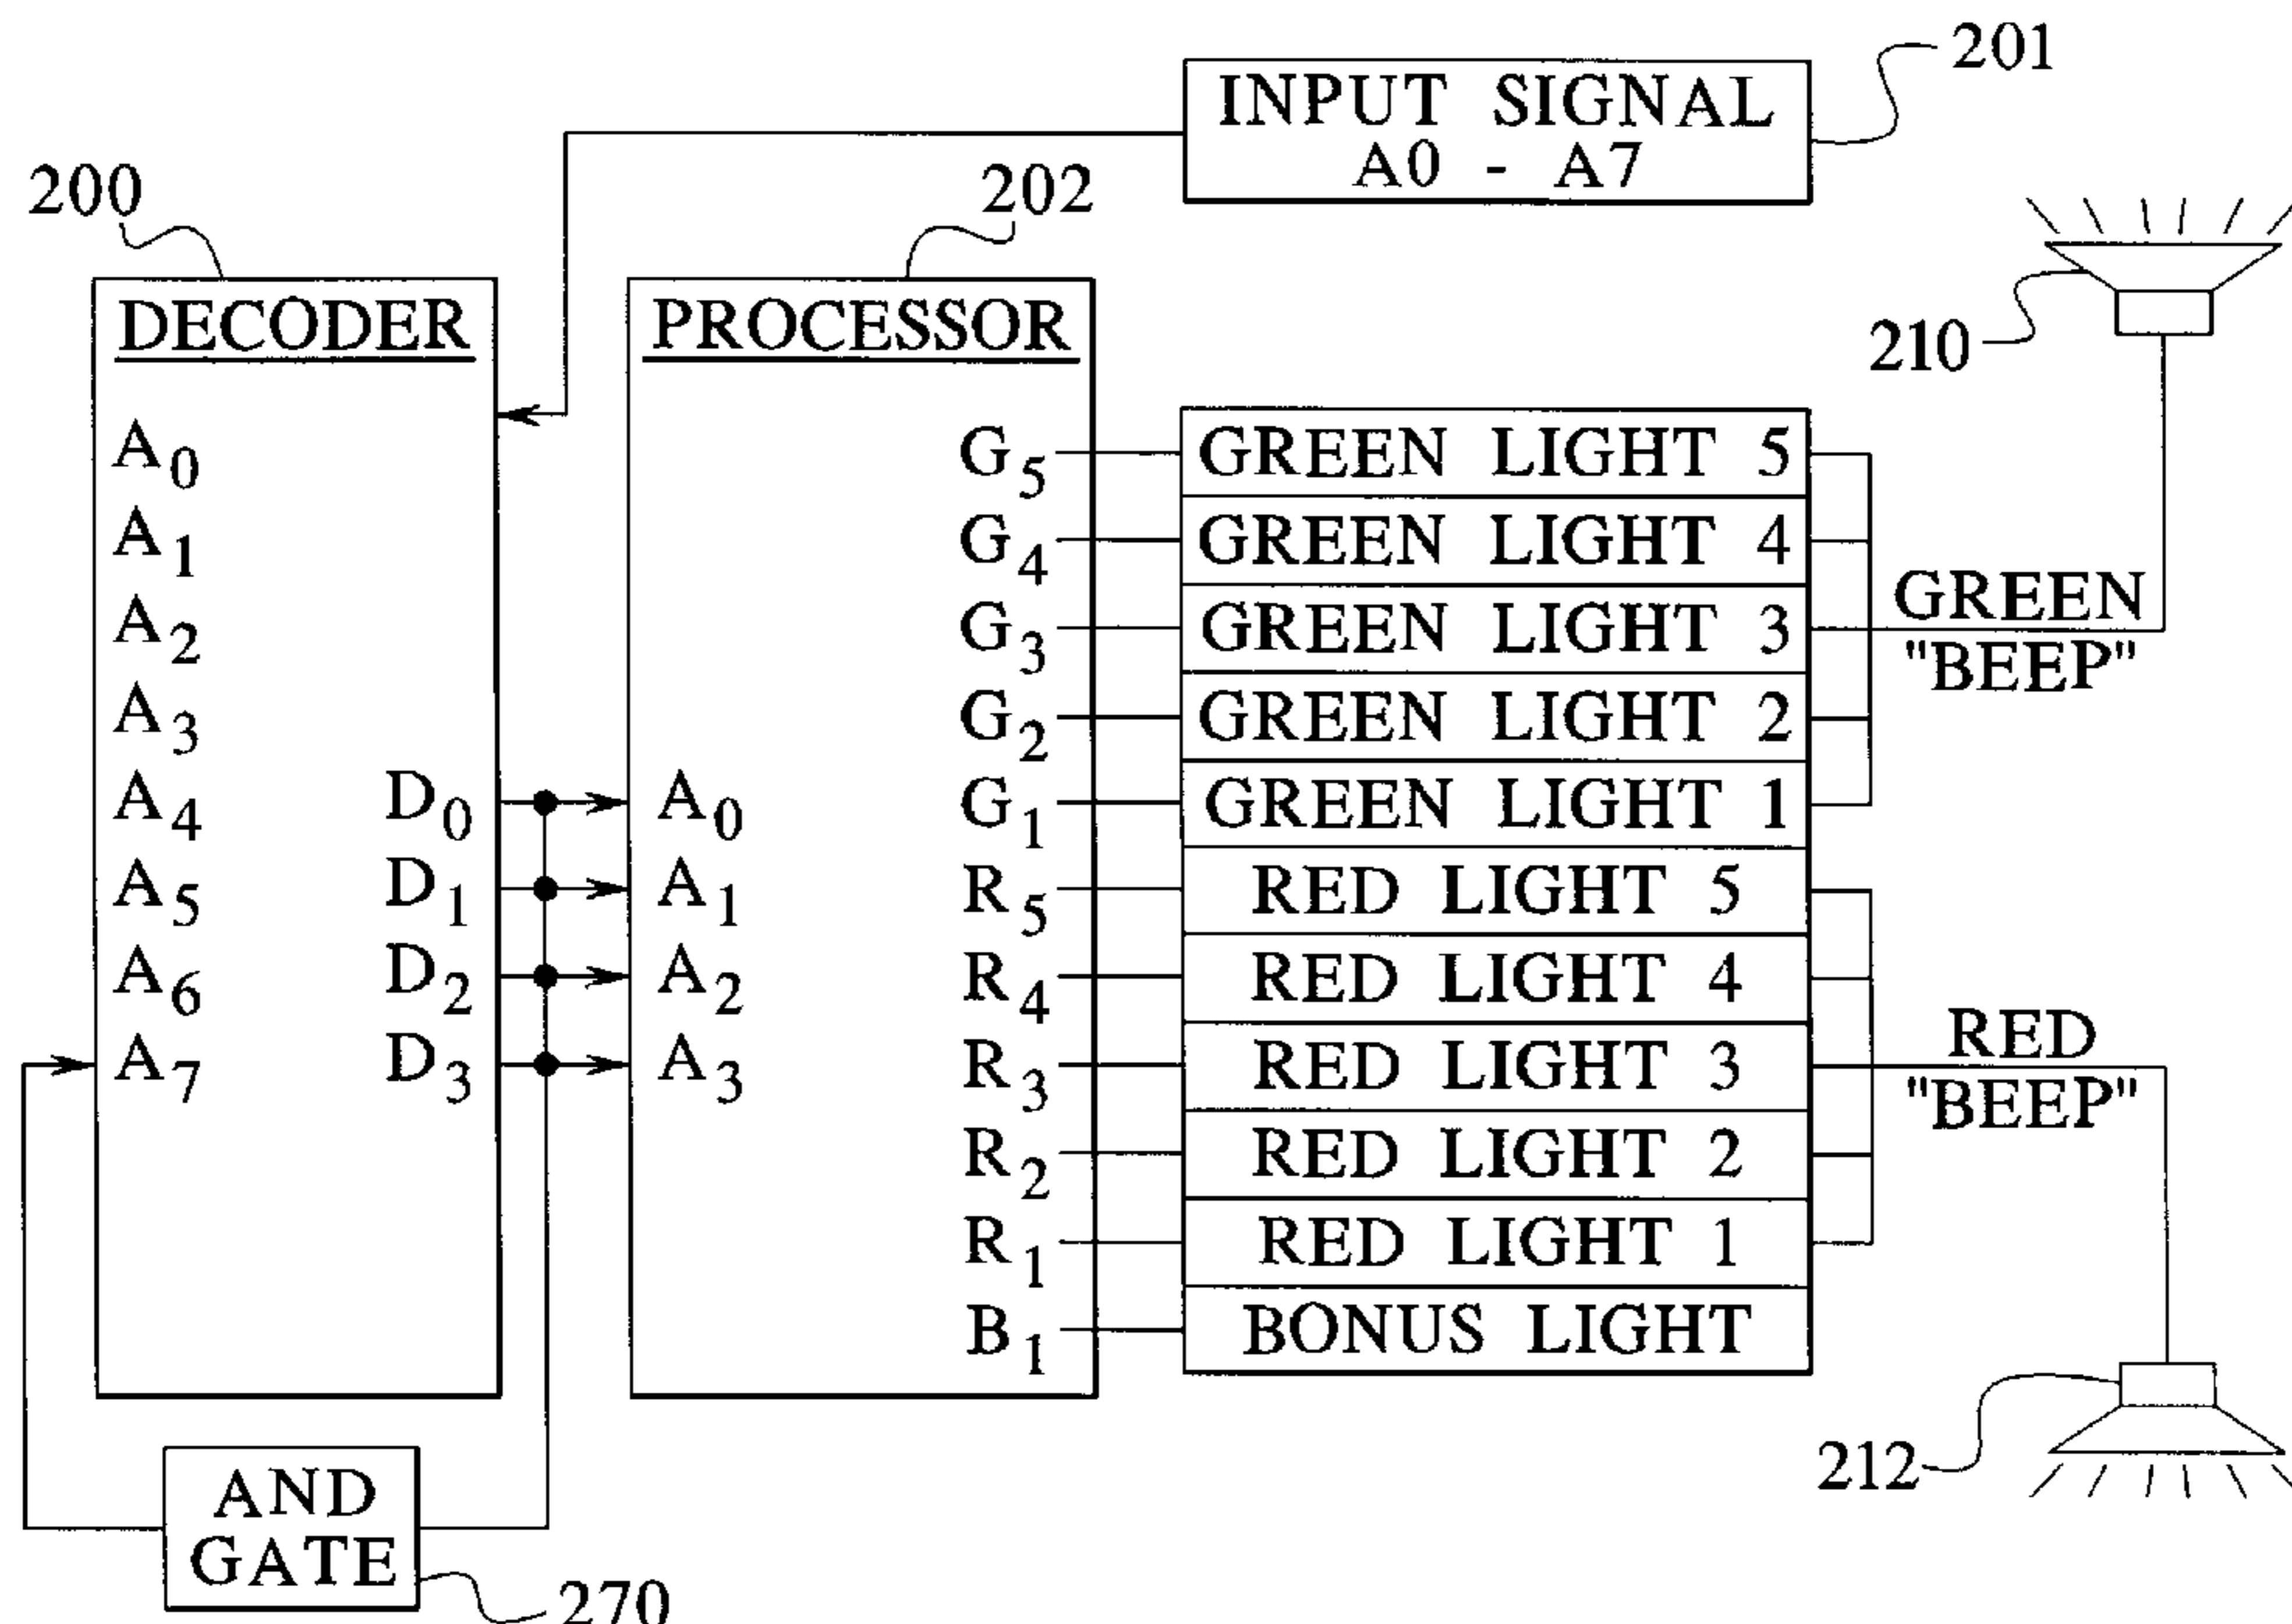 201
INPUT SIGNAL
A0 - A7
200
202
DECODER
PROCESSOR
210
A0
A1
A2
A3
A4
A5
A6
A7
D0
D1
D2
D3
A0
A1
A2
A3
G5
G4
G3
G2
G1
R5
R4
R3
R2
R1
B1
GREEN LIGHT 5
GREEN LIGHT 4
GREEN LIGHT 3
GREEN LIGHT 2
GREEN LIGHT 1
RED LIGHT 5
RED LIGHT 4
RED LIGHT 3
RED LIGHT 2
RED LIGHT 1
BONUS LIGHT
GREEN
"BEEP"
RED
"BEEP"
212
AND
GATE
270